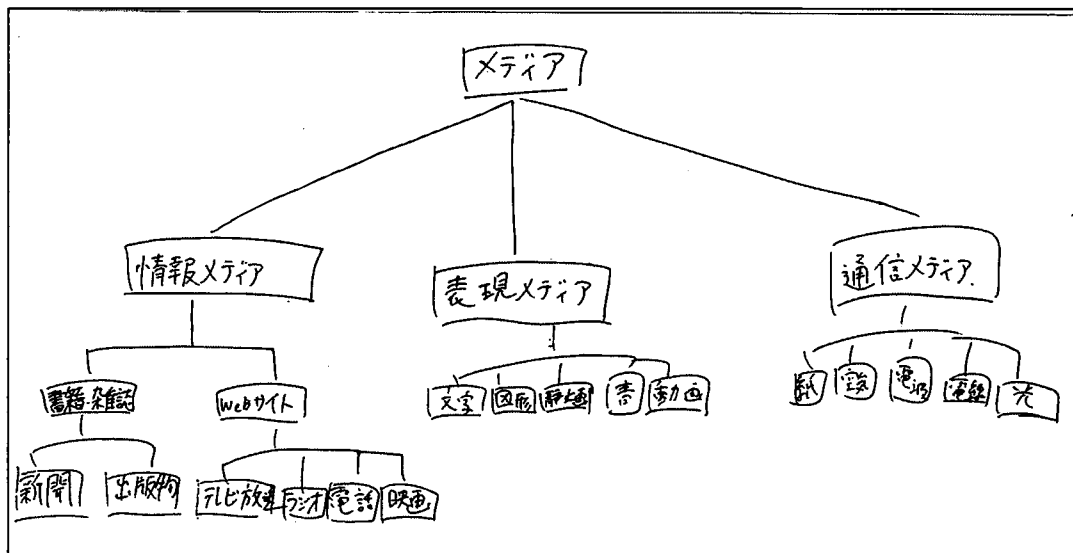 メディア
情報メディア
表現メディア
通信メディア
書籍・雑誌
Webサイト
文字
図形
静止画
音
動画
紙
電波
電線
光
新聞
出版物
テレビ放送
ラジオ
電話
映画